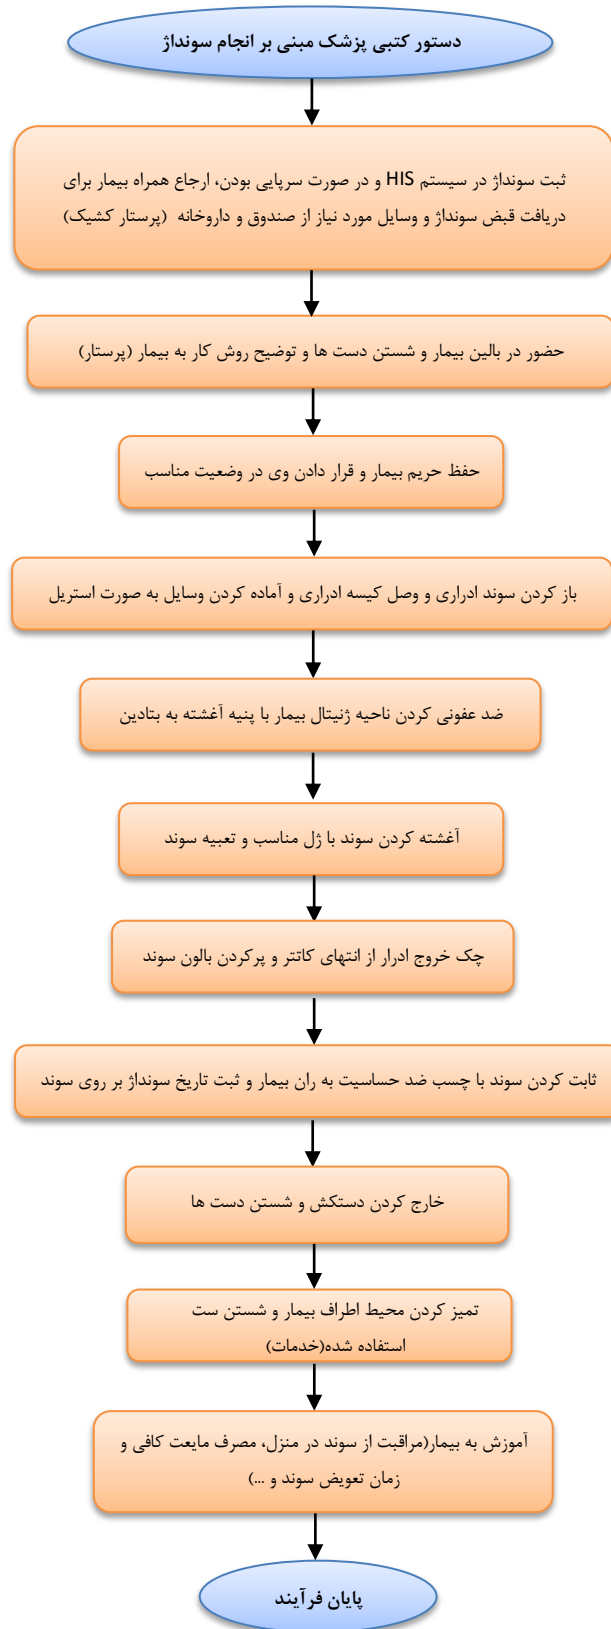 دستور کتبی پزشک مبنی بر انجام سونداژ
ثبت سونداژ در سیستم HIS و در صورت سرپایی بودن، ارجاع همراه بیمار برای
دریافت قبض سونداژ و وسایل مورد نیاز از صندوق و داروخانه (پرستار کشیک)
حضور در بالین بیمار و شستن دست ها و توضیح روش کار به بیمار (پرستار)
حفظ حریم بیمار و قرار دادن وی در وضعیت مناسب
باز کردن سوند ادراری و وصل کیسه ادراری و آماده کردن وسایل به صورت استریل
ضد عفونی کردن ناحیه ژنیتال بیمار با پنبه آغشته به بتادین
آغشته کردن سوند با ژل مناسب و تعبیه سوند
چک خروج ادرار از انتهای کاتتر و پرکردن بالون سوند
ثابت کردن سوند با چسب ضد حساسیت به ران بیمار و ثبت تاریخ سونداژ بر روی سوند
خارج کردن دستکش و شستن دست ها
تمیز کردن محیط اطراف بیمار و شستن ست
استفاده شده(خدمات)
آموزش به بیمار(مراقبت از سوند در منزل، مصرف مایعت کافی و
زمان تعویض سوند و ...)
پایان فرآیند